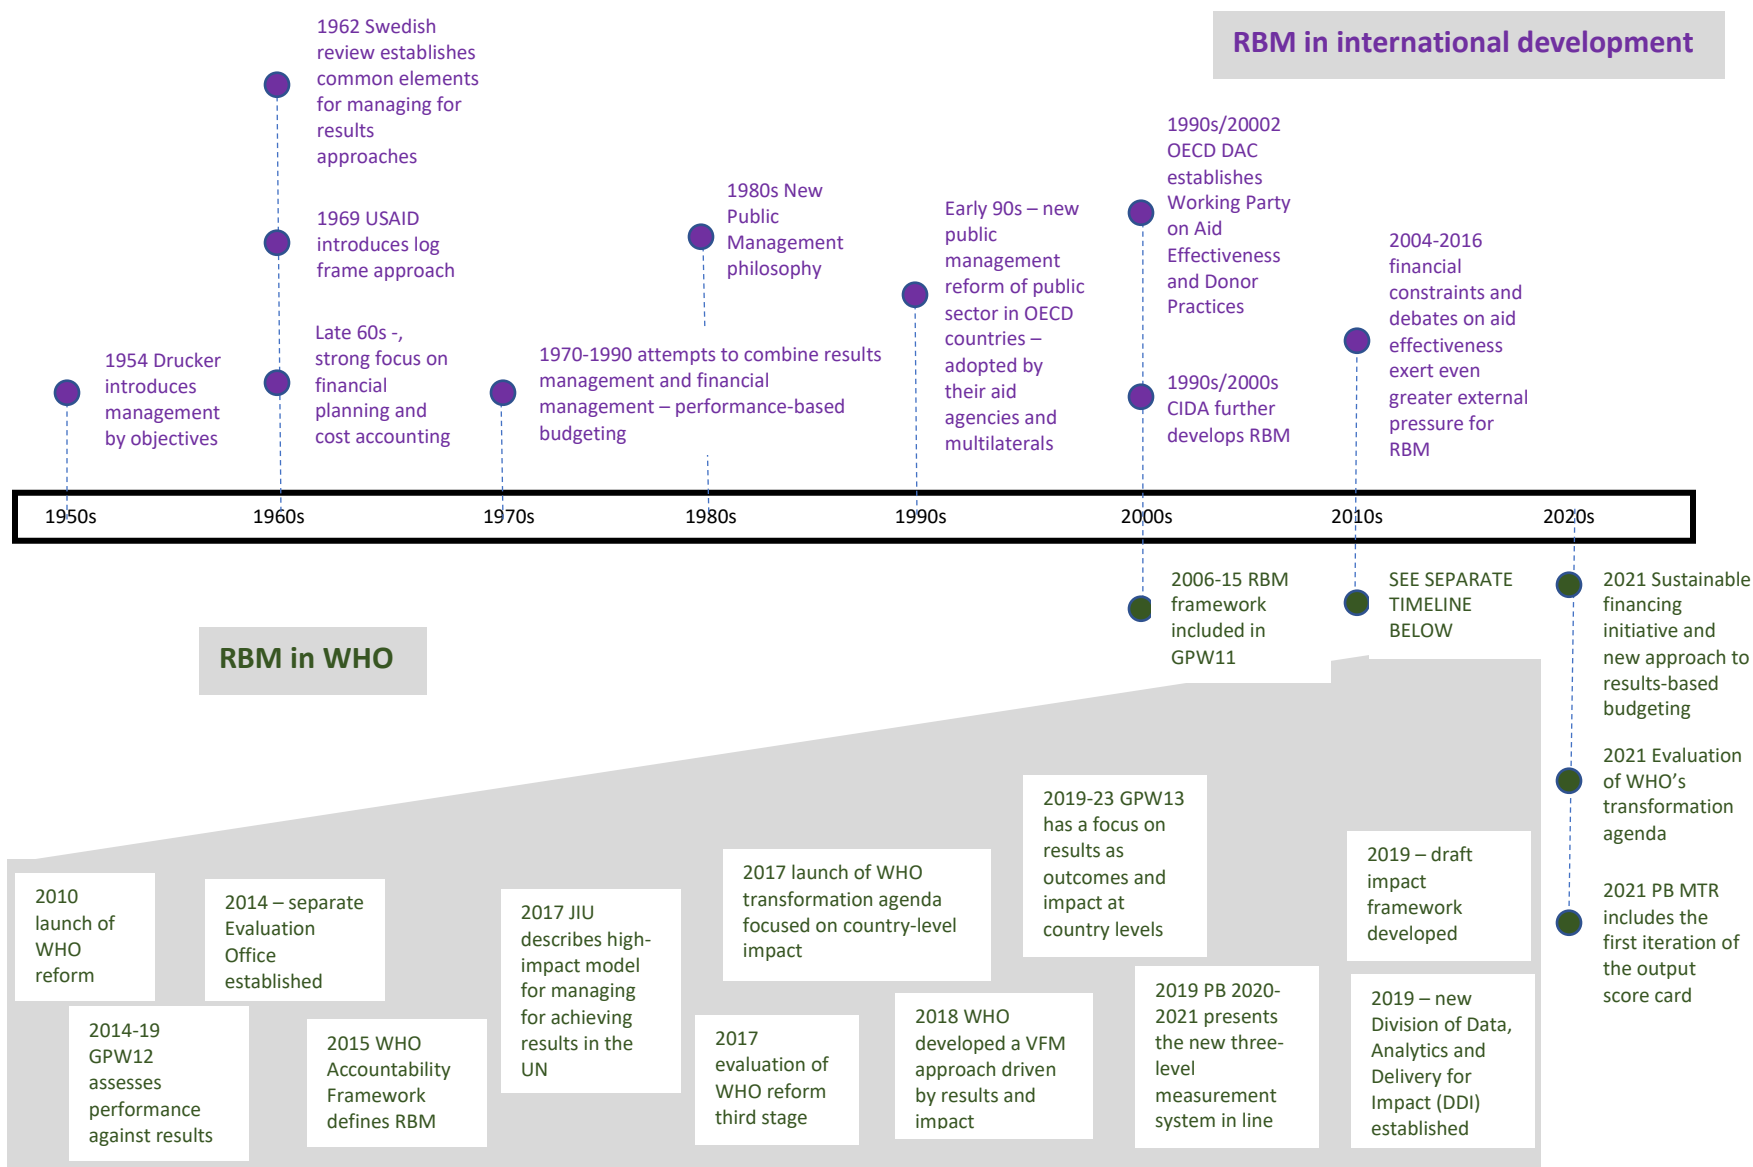 RBM in international development
1962 Swedish
review establishes
common elements
for managing for
results
approaches
1969 USAID
introduces log
frame approach
Late 60s -,
strong focus on
financial
planning and
cost accounting
1954 Drucker
introduces
management
by objectives
1970-1990 attempts to combine results
management and financial
management – performance-based
budgeting
1980s New
Public
Management
philosophy
Early 90s – new
public
management
reform of public
sector in OECD
countries –
adopted by
their aid
agencies and
multilaterals
1990s/20002
OECD DAC
establishes
Working Party
on Aid
Effectiveness
and Donor
Practices
1990s/2000s
CIDA further
develops RBM
2004-2016
financial
constraints and
debates on aid
effectiveness
exert even
greater external
pressure for
RBM
1950s
1960s
1970s
1980s
1990s
2000s
2010s
2020s
RBM in WHO
2006-15 RBM
framework
included in
GPW11
SEE SEPARATE
TIMELINE
BELOW
2021 Sustainable
financing
initiative and
new approach to
results-based
budgeting
2021 Evaluation
of WHO's
transformation
agenda
2021 PB MTR
includes the
first iteration of
the output
score card
2010
launch of
WHO
reform
2014-19
GPW12
assesses
performance
against results
2014 – separate
Evaluation
Office
established
2015 WHO
Accountability
Framework
defines RBM
2017 JIU
describes high-
impact model
for managing
for achieving
results in the
UN
2017 launch of WHO
transformation agenda
focused on country-level
impact
2017
evaluation of
WHO reform
third stage
2018 WHO
developed a VFM
approach driven
by results and
impact
2019-23 GPW13
has a focus on
results as
outcomes and
impact at
country levels
2019 PB 2020-
2021 presents
the new three-
level
measurement
system in line
2019 – draft
impact
framework
developed
2019 – new
Division of Data,
Analytics and
Delivery for
Impact (DDI)
established